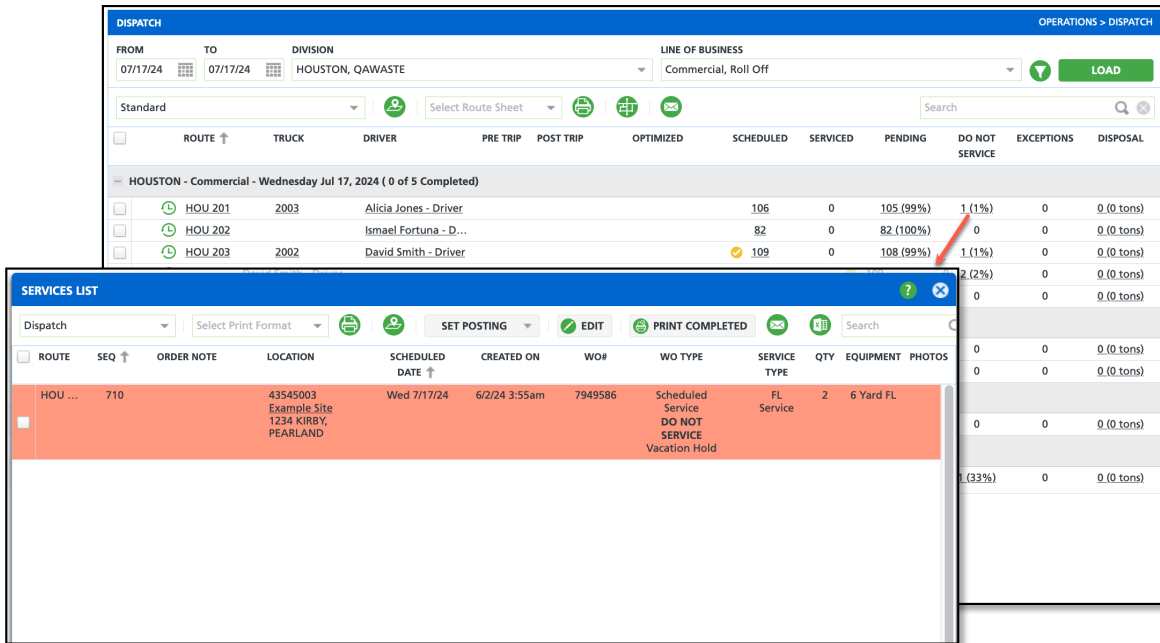 DISPATCH OPERATIONS > DISPATCH
FROM TO DIVISION LINE OF BUSINESS
07/17/24 07/17/24 HOUSTON, QAWASTE Commercial, Roll Off LOAD
Standard Select Route Sheet Search
ROUTE TRUCK DRIVER PRE TRIP POST TRIP OPTIMIZED SCHEDULED SERVICED PENDING DO NOT EXCEPTIONS DISPOSAL
SERVICE
HOUSTON - Commercial - Wednesday Jul 17, 2024 ( 0 of 5 Completed)
HOU 201 2003 Alicia Jones - Driver 106 0 105 (99%) 1 (1%) 0 0 (0 tons)
HOU 202 Ismael Fortuna - D... 82 0 82 (100%) 0 0 0 (0 tons)
HOU 203 2002 David Smith - Driver 109 0 108 (99%) 1 (1%) 0 0 (0 tons)
David Smith - Driver 2 (2%) 0 0 (0 tons)
0 0 0 (0 tons)
0 0 0 (0 tons)
0 0 0 (0 tons)
0 0 0 (0 tons)
1 (33%) 0 0 (0 tons)
SERVICES LIST ?
Dispatch Select Print Format SET POSTING EDIT PRINT COMPLETED Search
ROUTE SEQ ORDER NOTE LOCATION SCHEDULED CREATED ON WO# WO TYPE SERVICE QTY EQUIPMENT PHOTOS
DATE TYPE
HOU ... 710 43545003 Wed 7/17/24 6/2/24 3:55am 7949586 Scheduled FL 2 6 Yard FL
Example Site Service Service
1234 KIRBY, DO NOT
PEARLAND SERVICE
Vacation Hold